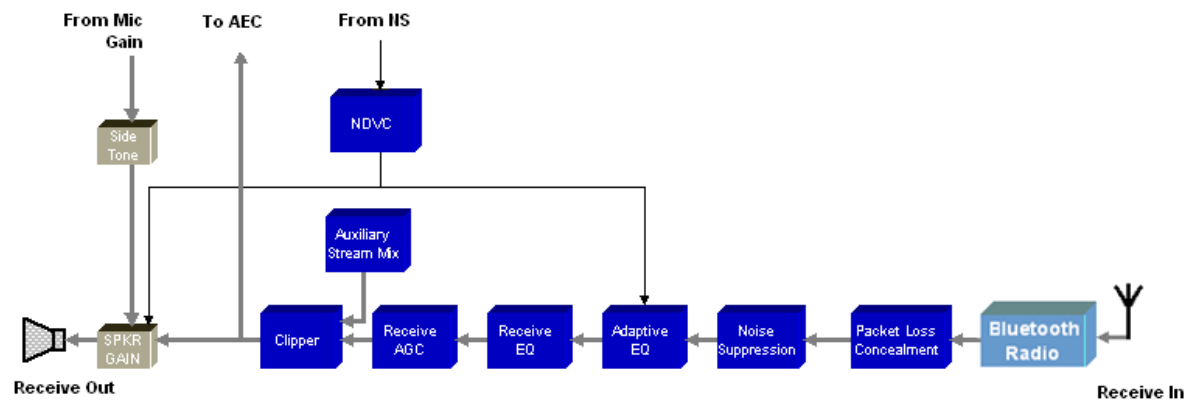 From Mic
Gain
To AEC
From NS
Side
Tone
NDVC
Auxiliary
Stream Mix
SPKR
GAIN
Clipper
Receive
AGC
Receive
EQ
Adaptive
EQ
Noise
Suppression
Packet Loss
Concealment
Bluetooth
Radio
Receive Out
Receive In